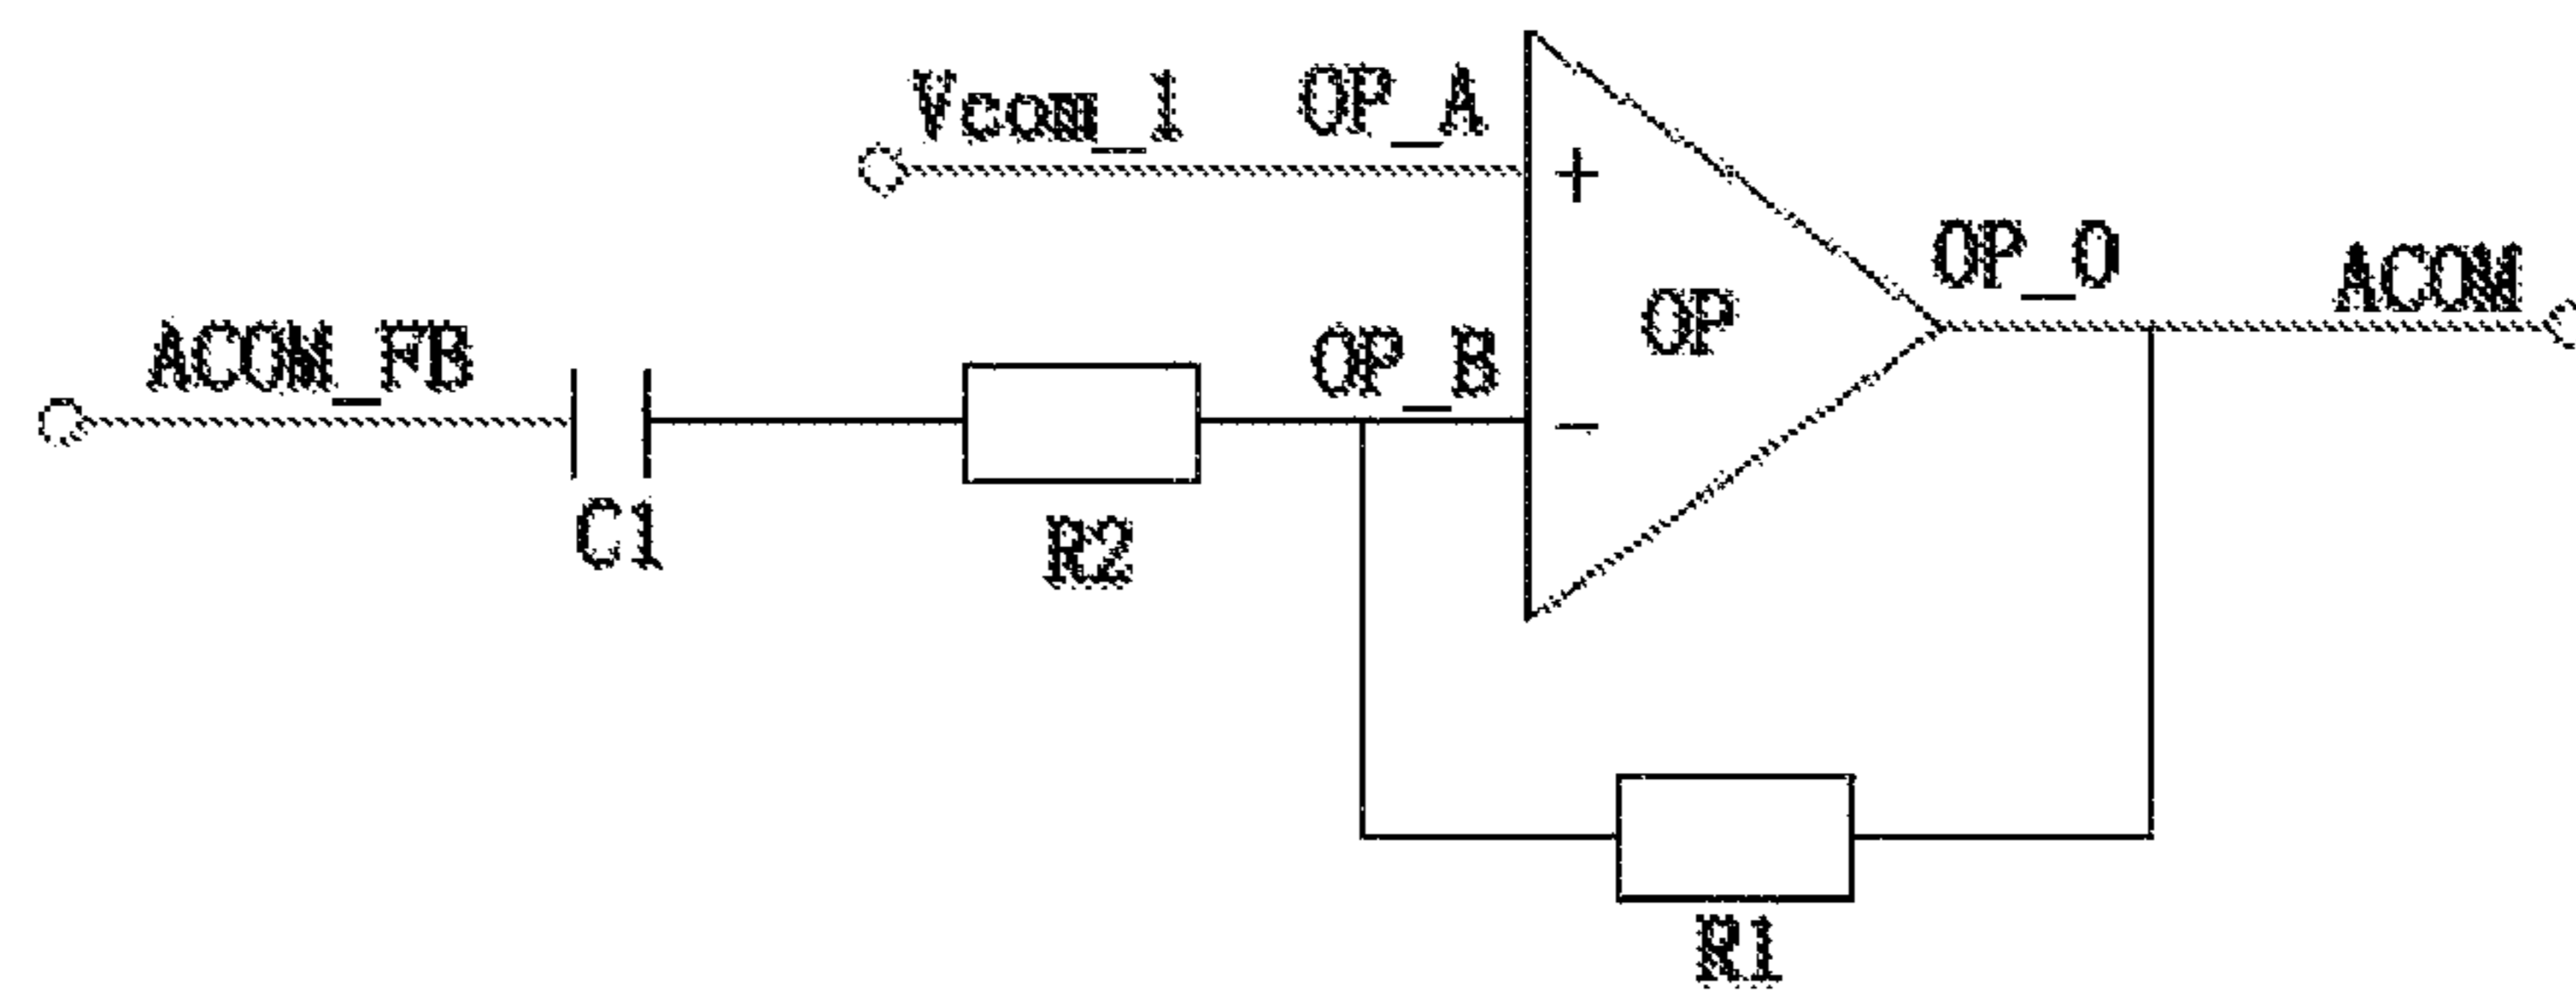 Vcom_1
OP_A
+
OP_O
ACOM
ACOM_FB
OP_B
OP
-
C1
R2
R1